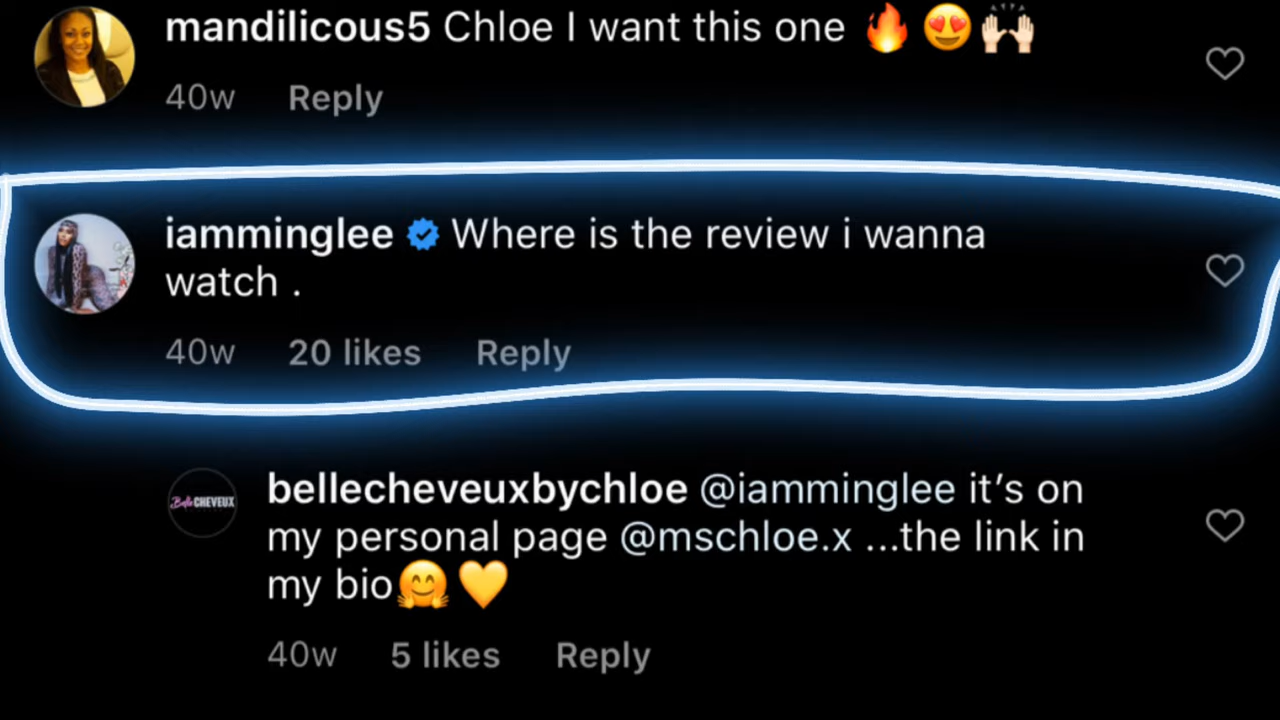 mandilicous5 Chloe I want this one 🔥 😍 🙌🏻
40w Reply
iamminglee Where is the review i wanna
watch .
40w 20 likes Reply
Belle CHEVEUX
bellecheveuxbychloe @iamminglee it’s on
my personal page @mschloe.x ...the link in
my bio🤗 💛
40w 5 likes Reply